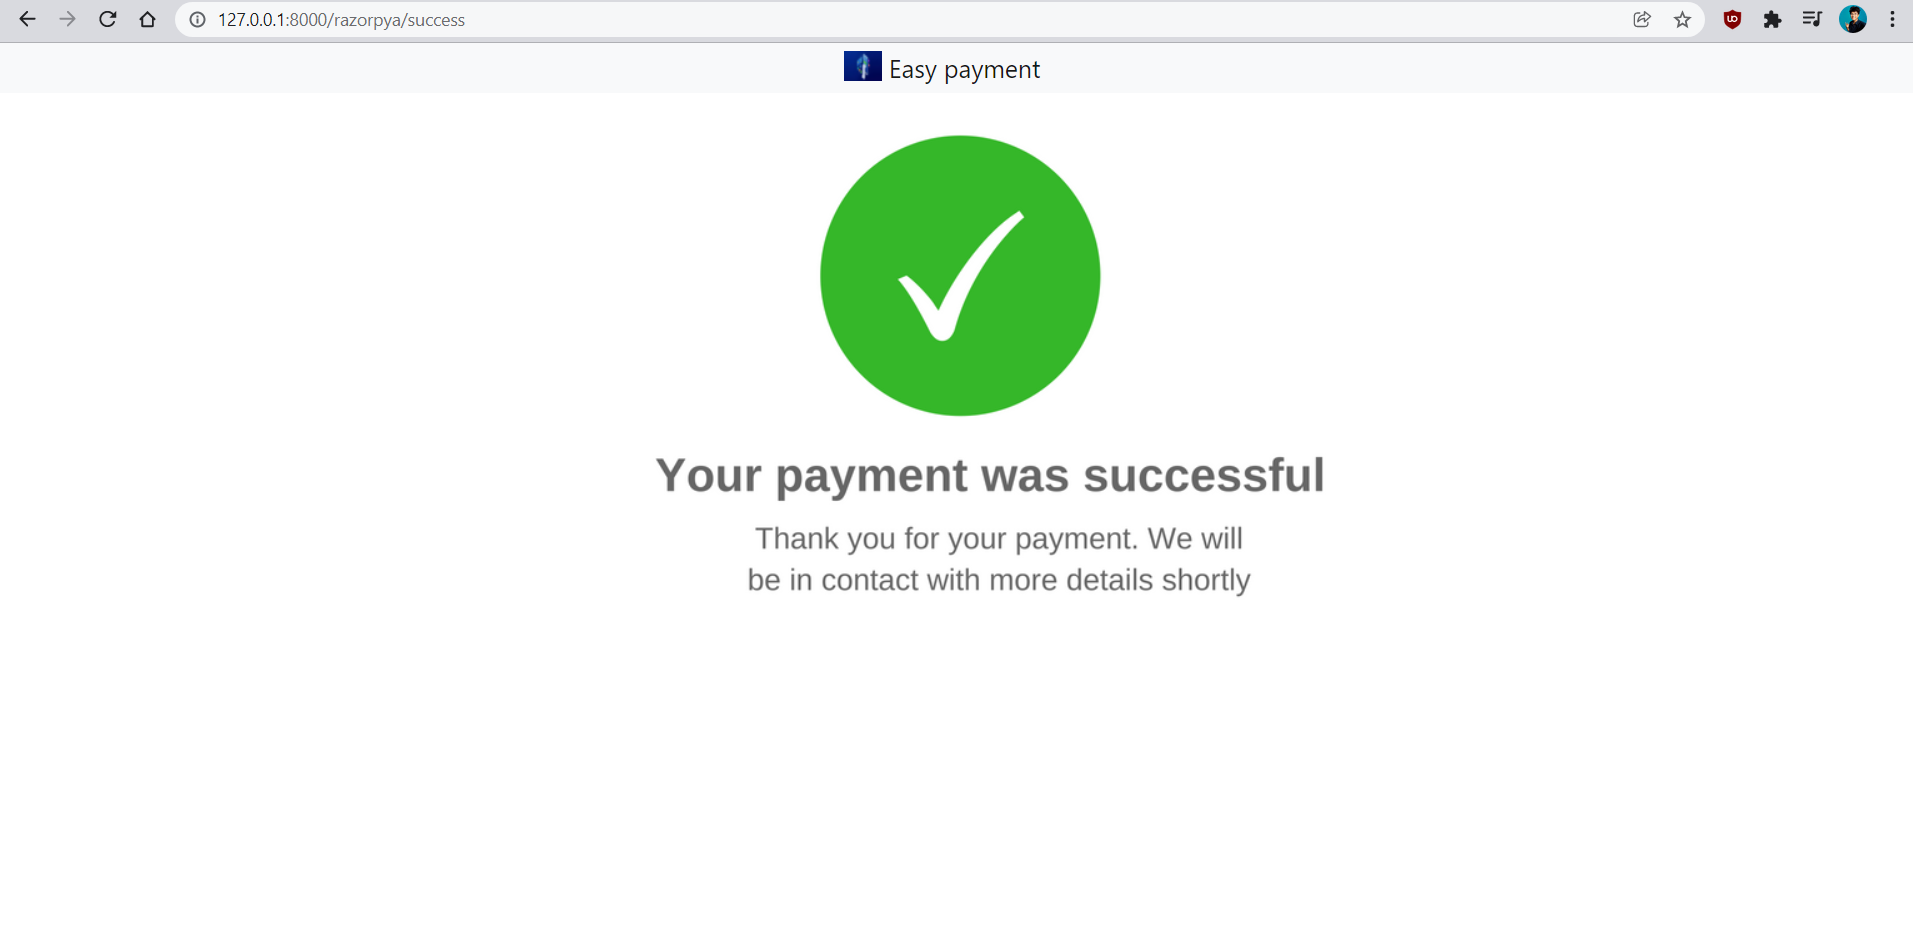 127.0.0.1:8000/razorpya/success
Easy payment
Your payment was successful
Thank you for your payment. We will
be in contact with more details shortly